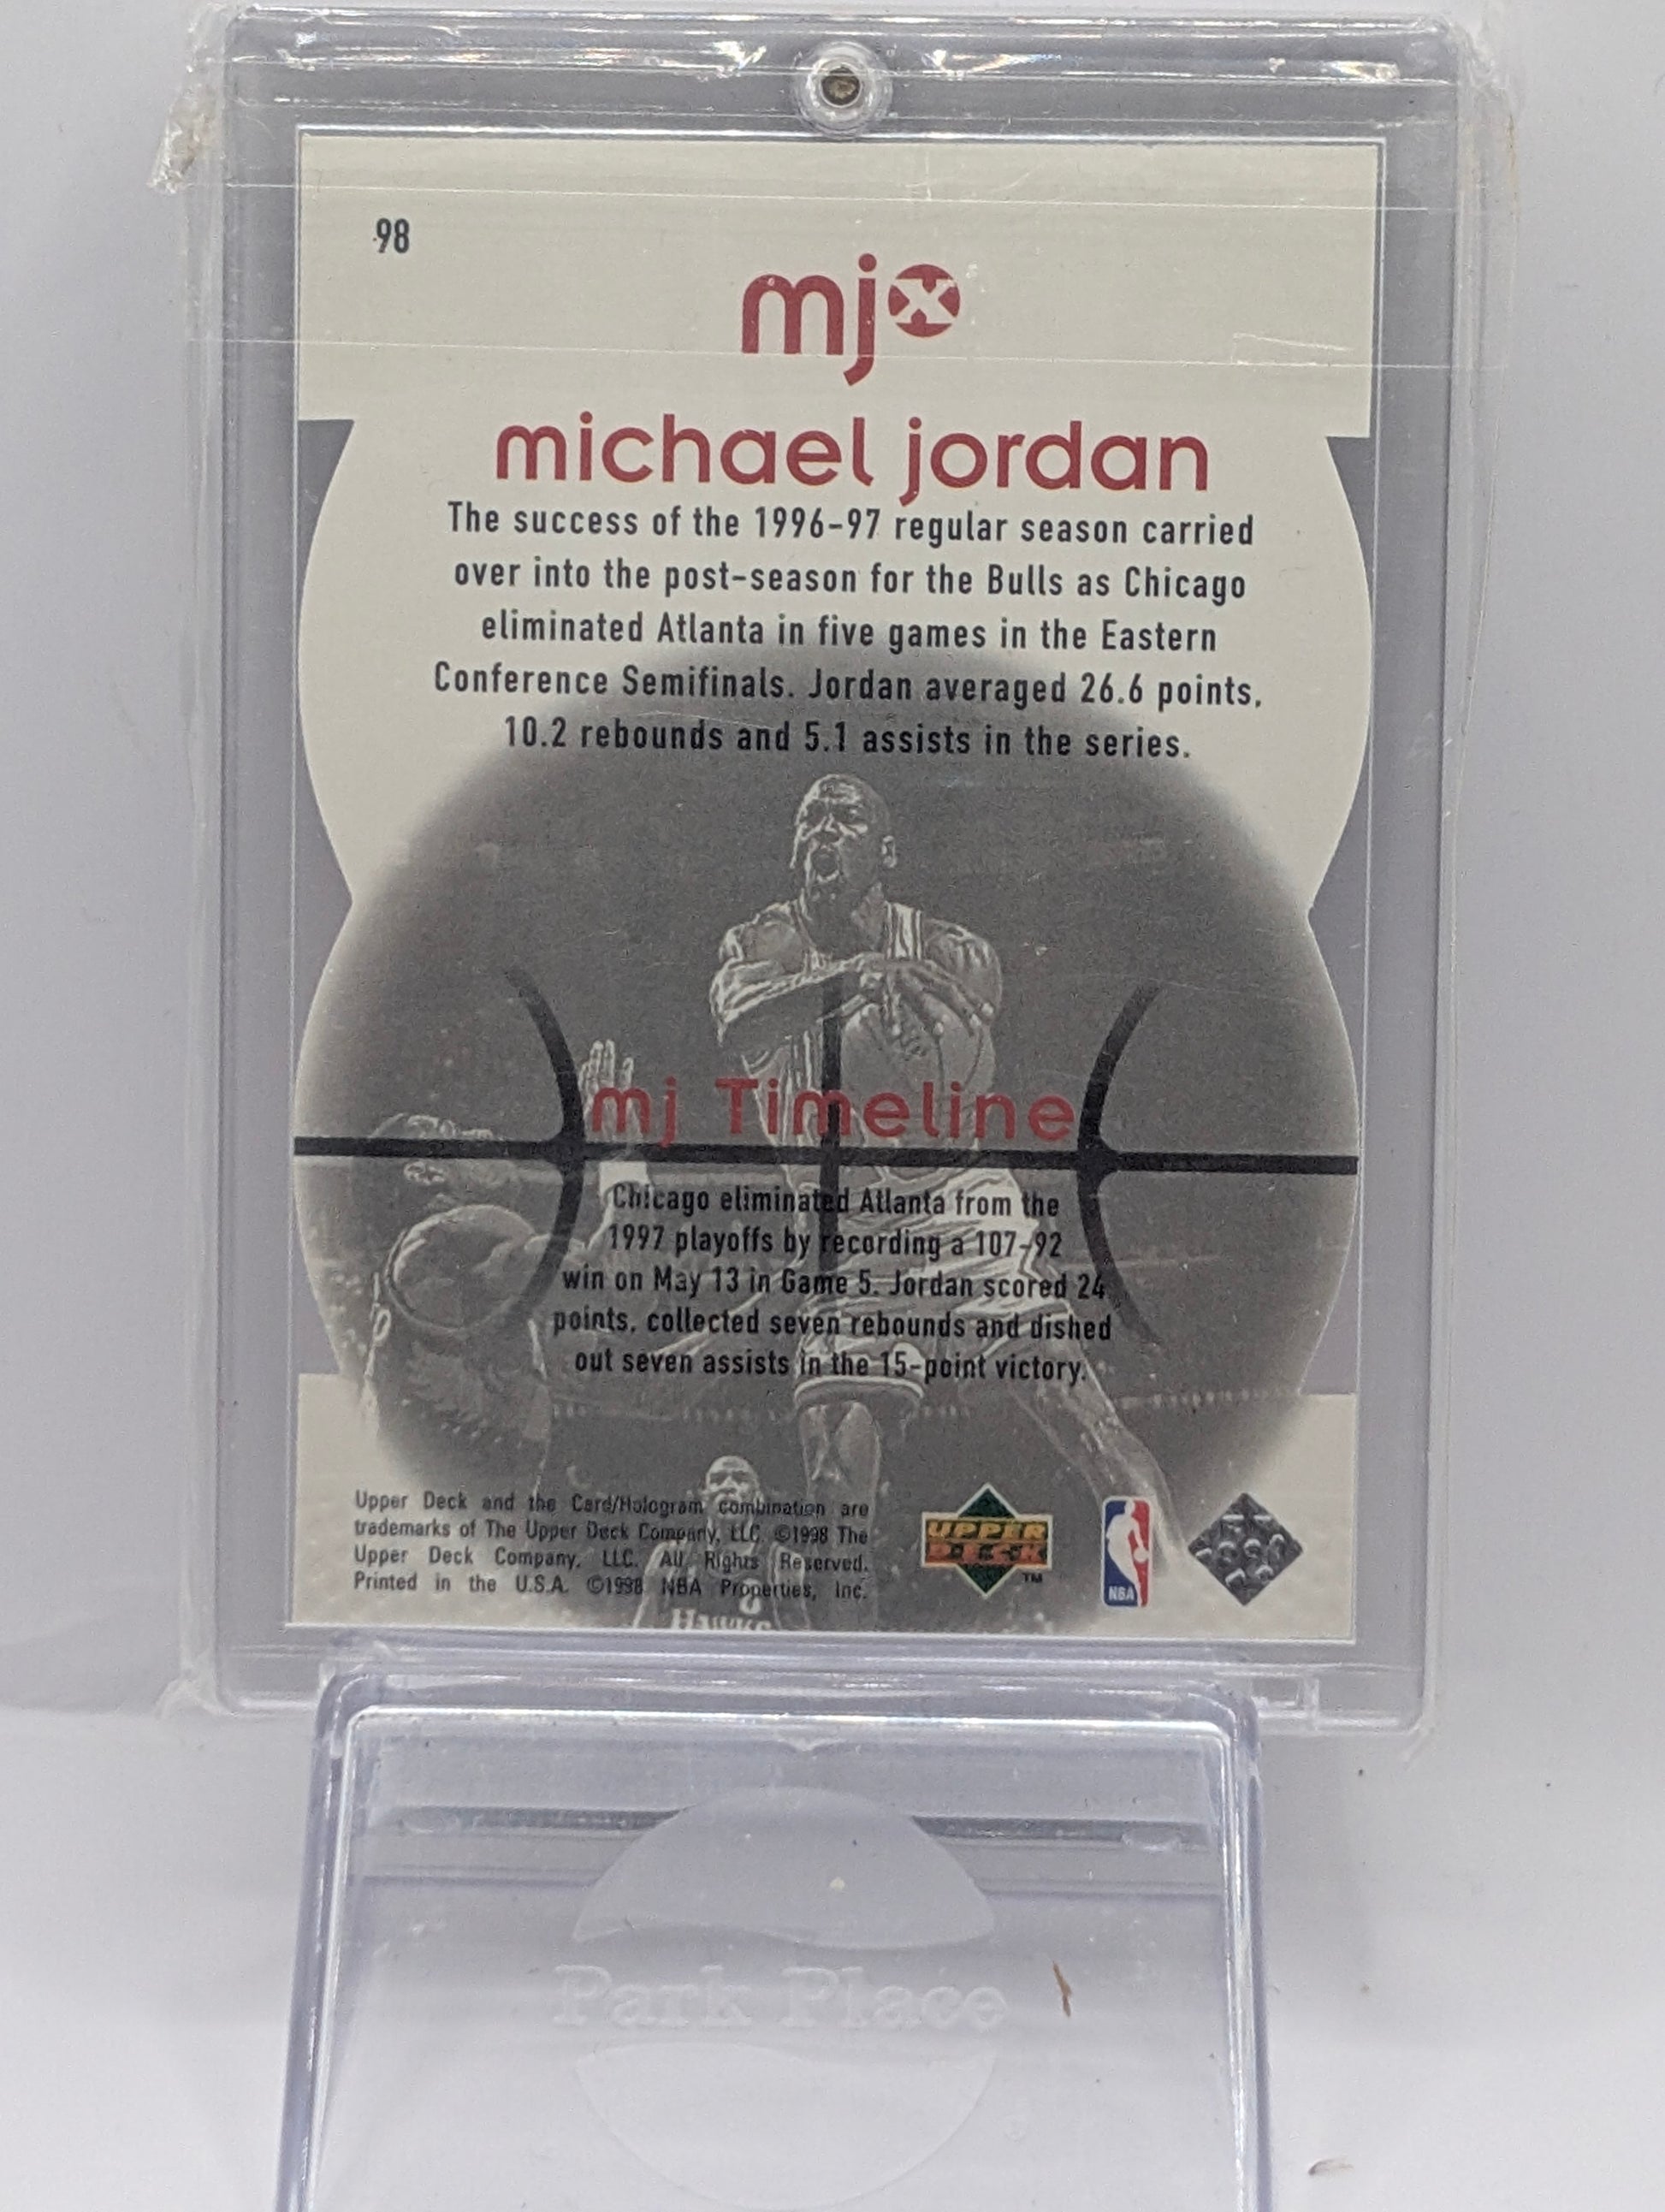 98
mjx
michael jordan
The success of the 1996-97 regular season carried
over into the post-season for the Bulls as Chicago
eliminated Atlanta in five games in the Eastern
Conference Semifinals. Jordan averaged 26.6 points,
10.2 rebounds and 5.1 assists in the series.
mj Timeline
Chicago eliminated Atlanta from the
1997 playoffs by recording a 107-92
win on May 13 in Game 5. Jordan scored 24
points, collected seven rebounds and dished
out seven assists in the 15-point victory.
Upper Deck and the Card/Hologram combination are
trademarks of The Upper Deck Company, LLC. ©1998 The
Upper Deck Company, LLC. All Rights Reserved.
Printed in the U.S.A. ©1998 NBA Properties, Inc.
UPPER
DECK
TM
NBA
HAWKS
Park Place